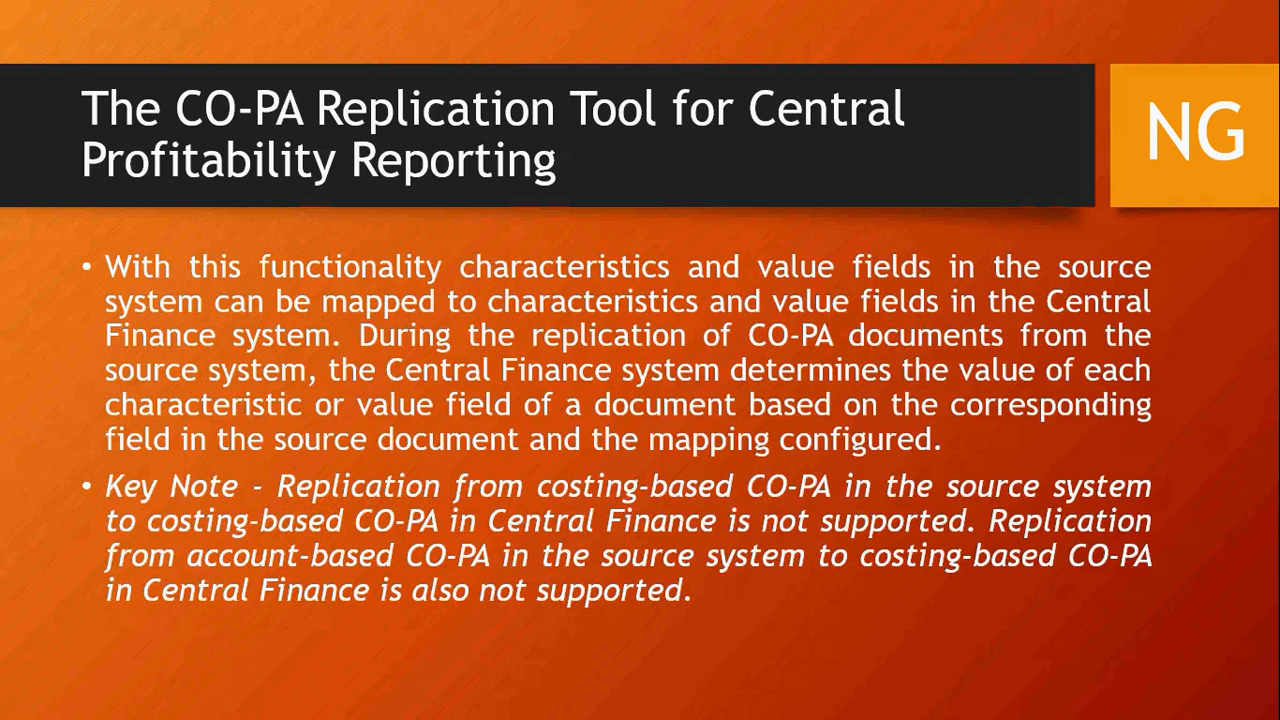 The CO-PA Replication Tool for Central
Profitability Reporting
NG
• With this functionality characteristics and value fields in the source
system can be mapped to characteristics and value fields in the Central
Finance system. During the replication of CO-PA documents from the
source system, the Central Finance system determines the value of each
characteristic or value field of a document based on the corresponding
field in the source document and the mapping configured.
• Key Note - Replication from costing-based CO-PA in the source system
to costing-based CO-PA in Central Finance is not supported. Replication
from account-based CO-PA in the source system to costing-based CO-PA
in Central Finance is also not supported.